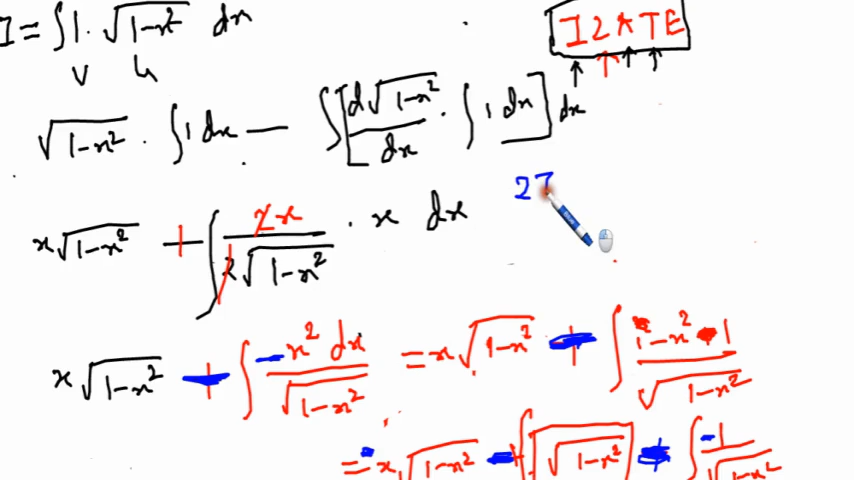 I = ∫ 1 · √(1-x²) dx
ILATE
V u
√(1-x²) · ∫ 1 dx — ∫ [ d√(1-x²)/dx · ∫ 1 dx ] dx
27
x√(1-x²) + ∫ 2x/(2√(1-x²)) · x dx
x√(1-x²) - ∫ -x² dx/√(1-x²) = x√(1-x²) - ∫ (1-x²-1)/√(1-x²)
= x√(1-x²) - ∫ √(1-x²) + ∫ 1/√(1-x²)